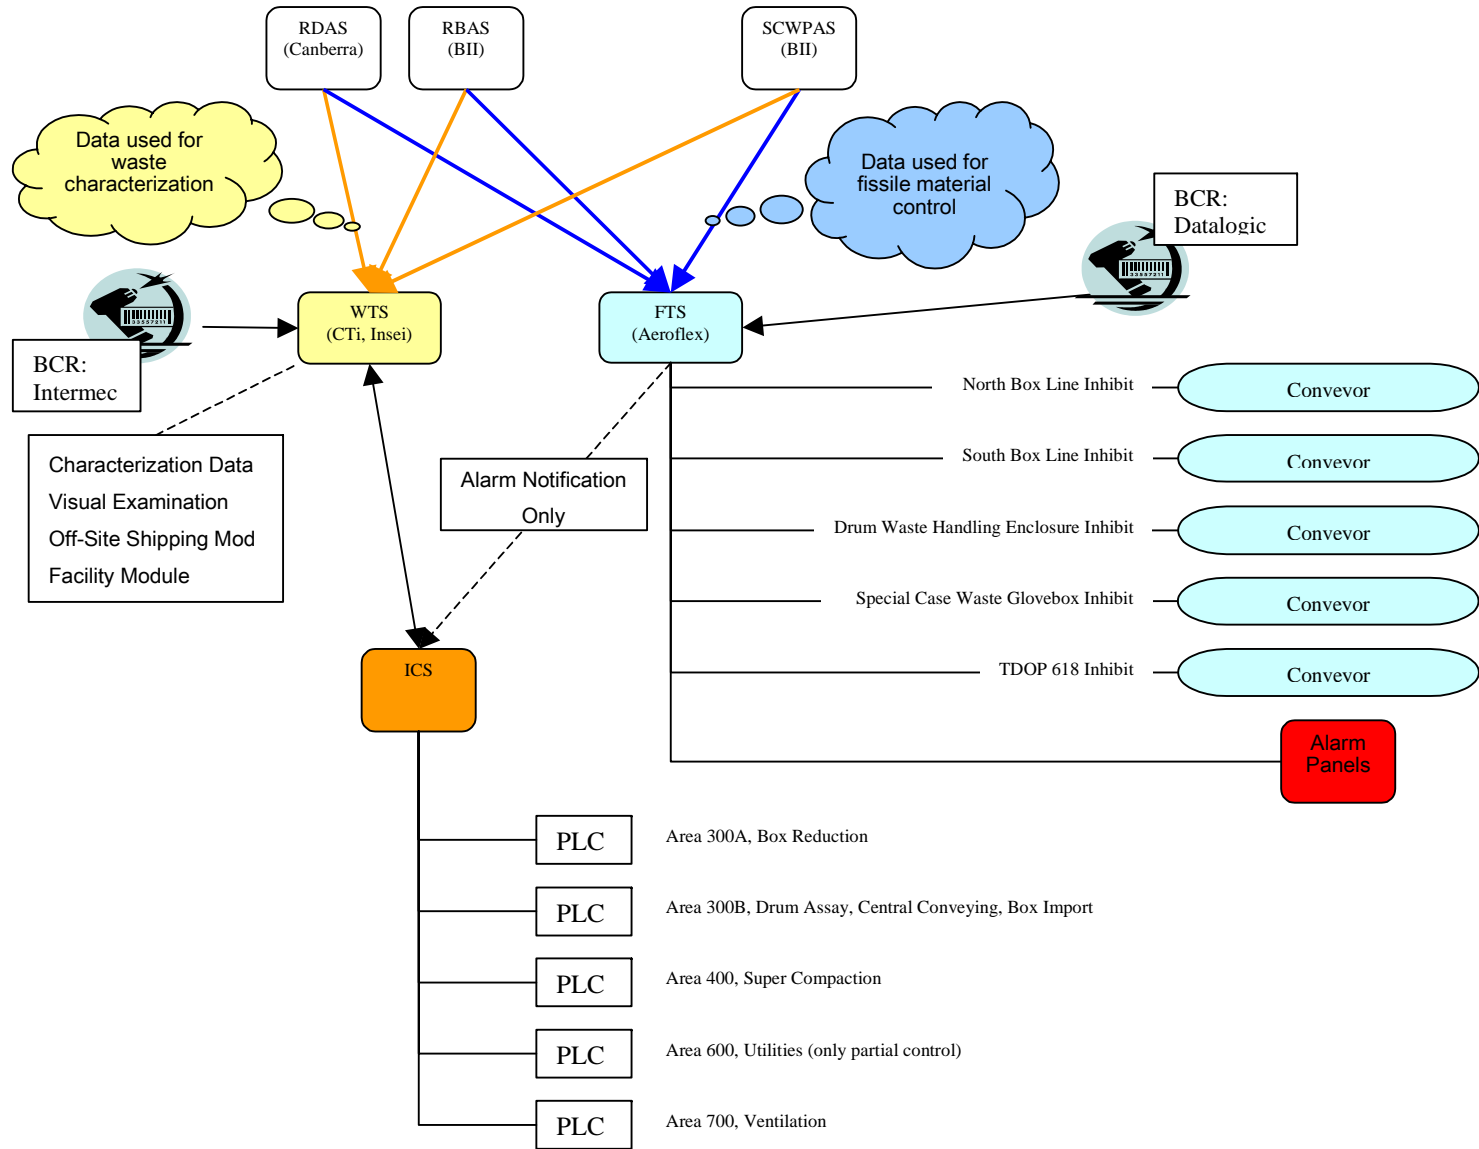 RDAS
(Canberra)
RBAS
(BII)
SCWPAS
(BII)
Data used for
waste
characterization
Data used for
fissile material
control
BCR:
Datalogic
33557211
33557211
WTS
(CTi, Insei)
FTS
(Aeroflex)
BCR:
Intermec
North Box Line Inhibit
Conveyor
South Box Line Inhibit
Conveyor
Characterization Data
Visual Examination
Off-Site Shipping Mod
Facility Module
Alarm Notification
Only
Drum Waste Handling Enclosure Inhibit
Conveyor
Special Case Waste Glovebox Inhibit
Conveyor
TDOP 618 Inhibit
Conveyor
ICS
Alarm
Panels
PLC
Area 300A, Box Reduction
PLC
Area 300B, Drum Assay, Central Conveying, Box Import
PLC
Area 400, Super Compaction
PLC
Area 600, Utilities (only partial control)
PLC
Area 700, Ventilation